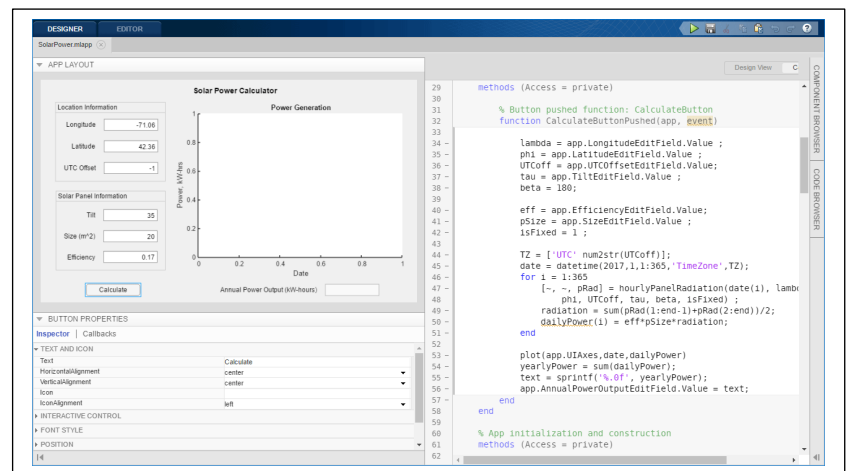 DESIGNER EDITOR
SolarPower.mlapp
APP LAYOUT
Solar Power Calculator
Location Information
Longitude -71.06
Latitude 42.36
UTC Offset -1
Solar Panel Information
Tilt 35
Size (m^2) 20
Efficiency 0.17
Calculate
Power Generation
Power, kW-hrs
1
0.8
0.6
0.4
0.2
0
0 0.2 0.4 0.6 0.8 1
Date
Annual Power Output (kW-hours)
BUTTON PROPERTIES
Inspector | Callbacks
TEXT AND ICON
Text Calculate
HorizontalAlignment center
VerticalAlignment center
Icon
IconAlignment left
INTERACTIVE CONTROL
FONT STYLE
POSITION
Design View C
29 methods (Access = private)
30
31 % Button pushed function: CalculateButton
32 function CalculateButtonPushed(app, event)
33
34 – lambda = app.LongitudeEditField.Value ;
35 – phi = app.LatitudeEditField.Value ;
36 – UTCoff = app.UTCOffsetEditField.Value;
37 – tau = app.TiltEditField.Value ;
38 – beta = 180;
39
40 – eff = app.EfficiencyEditField.Value;
41 – pSize = app.SizeEditField.Value;
42 – isFixed = 1 ;
43
44 – TZ = ['UTC' num2str(UTCoff)];
45 – date = datetime(2017,1,1:365,'TimeZone',TZ);
46 – for i = 1:365
47 – [~, ~, pRad] = hourlyPanelRadiation(date(i), lambd
48 phi, UTCoff, tau, beta, isFixed) ;
49 – radiation = sum(pRad(1:end-1)+pRad(2:end))/2;
50 – dailyPower(i) = eff*pSize*radiation;
51 – end
52
53 – plot(app.UIAxes,date,dailyPower)
54 – yearlyPower = sum(dailyPower);
55 – text = sprintf('%.0f', yearlyPower);
56 – app.AnnualPowerOutputEditField.Value = text;
57 – end
58 end
59
60 % App initialization and construction
61 methods (Access = private)
62
COMPONENT BROWSER
CODE BROWSER